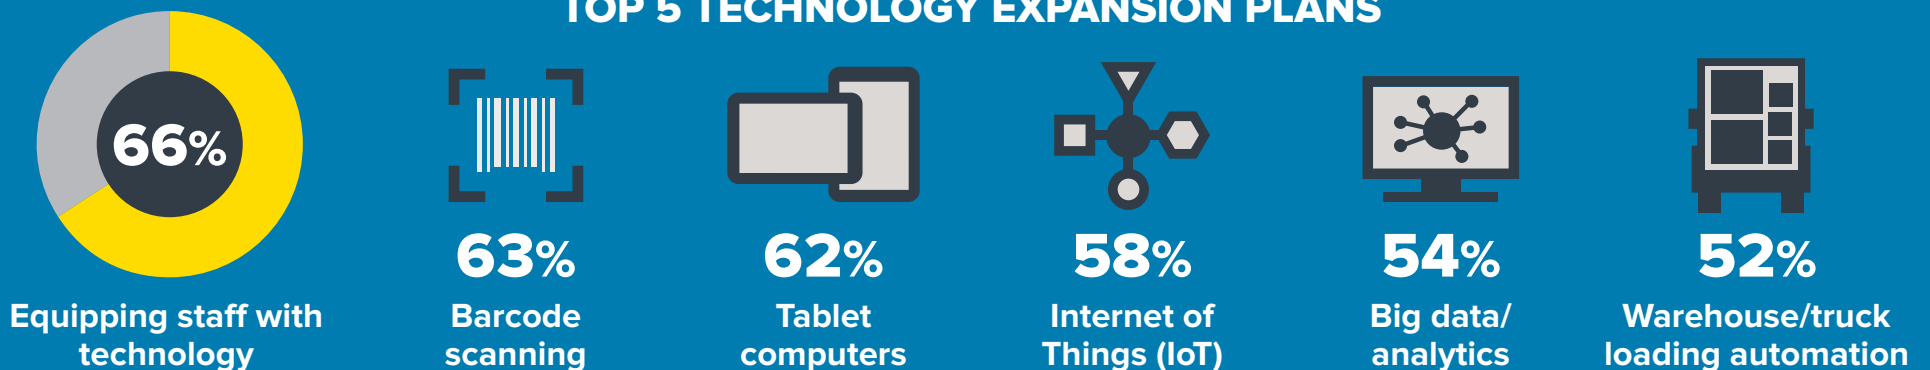 TOP 5 TECHNOLOGY EXPANSION PLANS
66%
Equipping staff with
technology
63%
Barcode
scanning
62%
Tablet
computers
58%
Internet of
Things (IoT)
54%
Big data/
analytics
52%
Warehouse/truck
loading automation